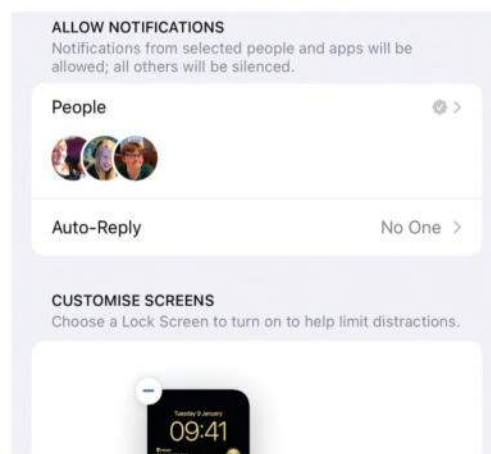 ALLOW NOTIFICATIONS
Notifications from selected people and apps will be
allowed; all others will be silenced.
People
Auto-Reply
No One
CUSTOMISE SCREENS
Choose a Lock Screen to turn on to help limit distractions.
Tuesday 9 January
09:41